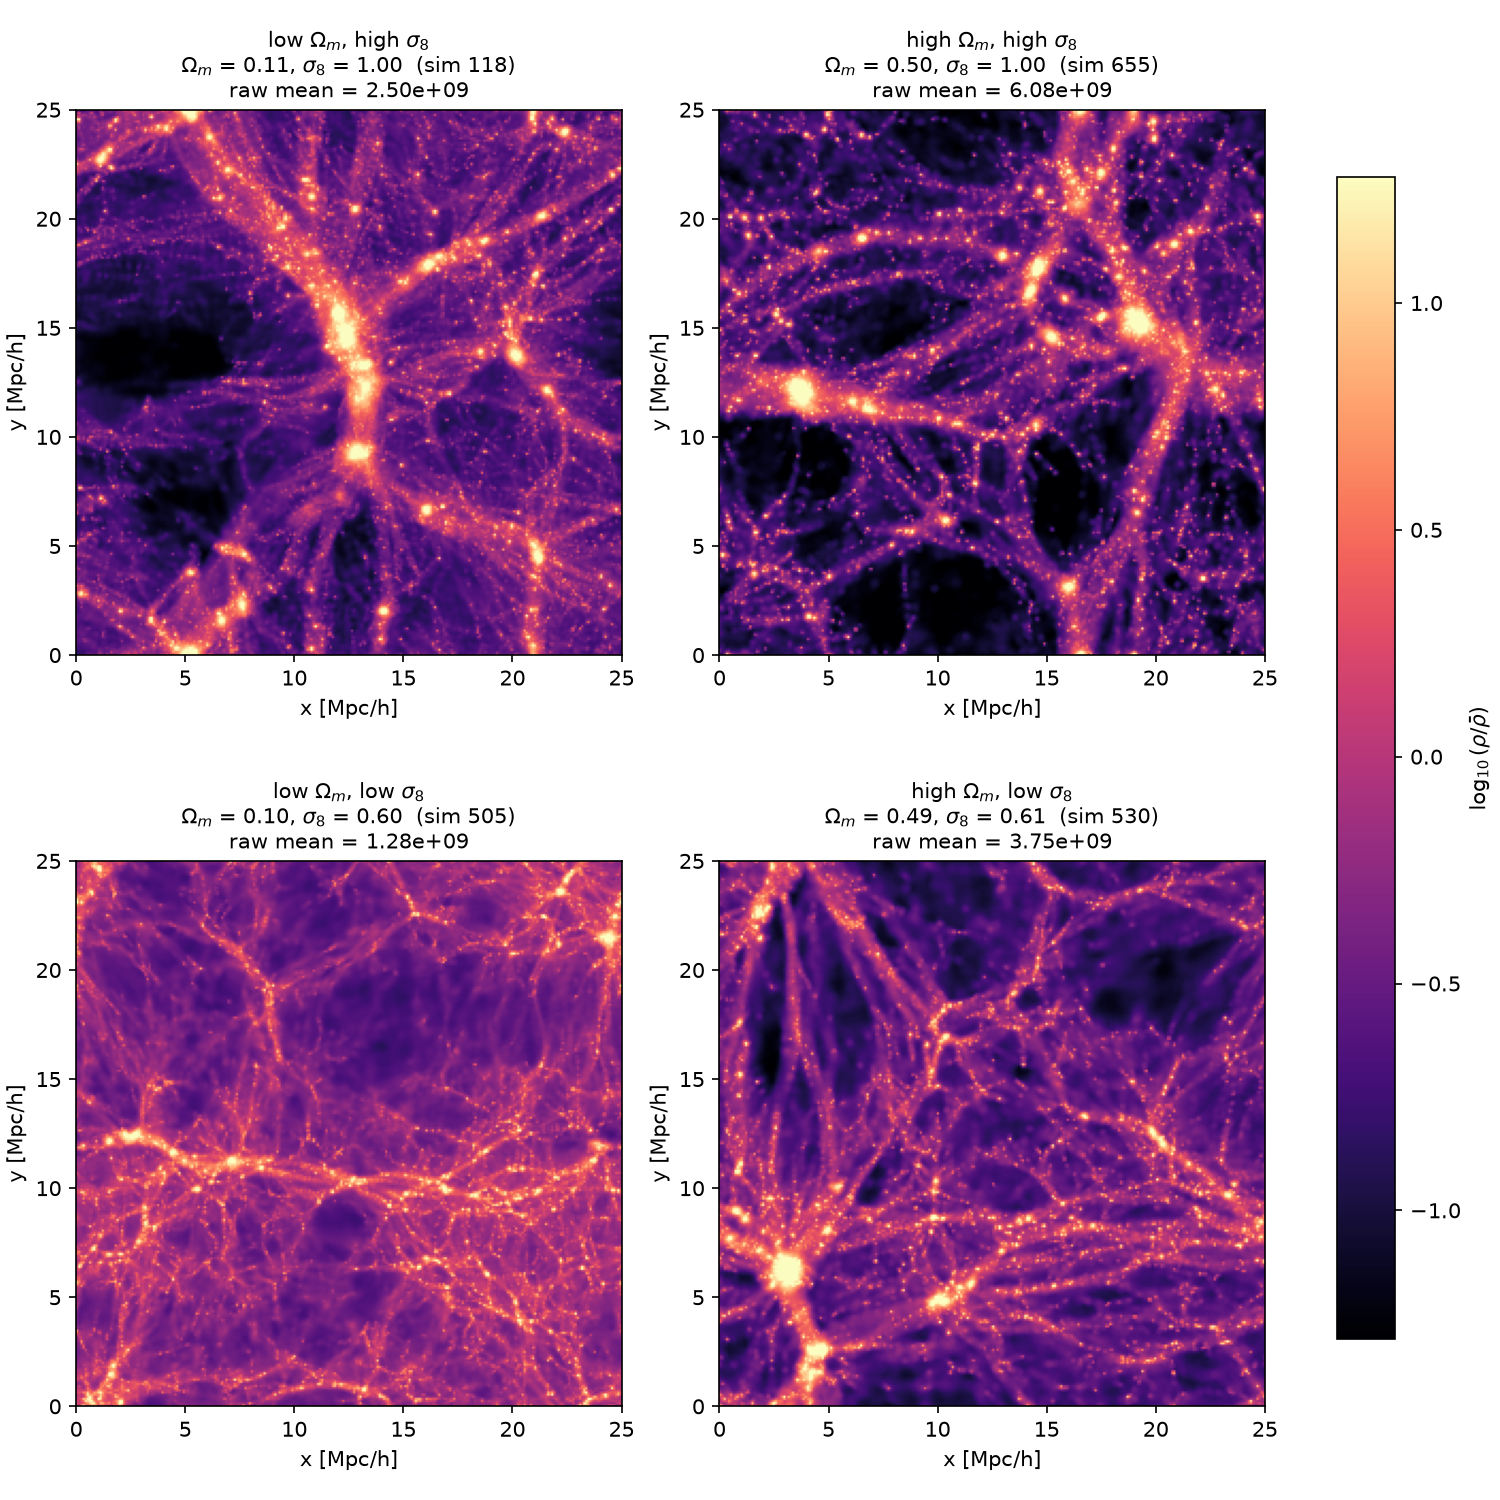 low Ωₘ, high σ₈
Ωₘ = 0.11, σ₈ = 1.00 (sim 118)
raw mean = 2.50e+09
25
20
15
10
5
0
y [Mpc/h]
0 5 10 15 20 25
x [Mpc/h]
high Ωₘ, high σ₈
Ωₘ = 0.50, σ₈ = 1.00 (sim 655)
raw mean = 6.08e+09
25
20
15
10
5
0
y [Mpc/h]
0 5 10 15 20 25
x [Mpc/h]
low Ωₘ, low σ₈
Ωₘ = 0.10, σ₈ = 0.60 (sim 505)
raw mean = 1.28e+09
25
20
15
10
5
0
y [Mpc/h]
0 5 10 15 20 25
x [Mpc/h]
high Ωₘ, low σ₈
Ωₘ = 0.49, σ₈ = 0.61 (sim 530)
raw mean = 3.75e+09
25
20
15
10
5
0
y [Mpc/h]
0 5 10 15 20 25
x [Mpc/h]
1.0
0.5
0.0
−0.5
−1.0
log₁₀(ρ/ρ̄)